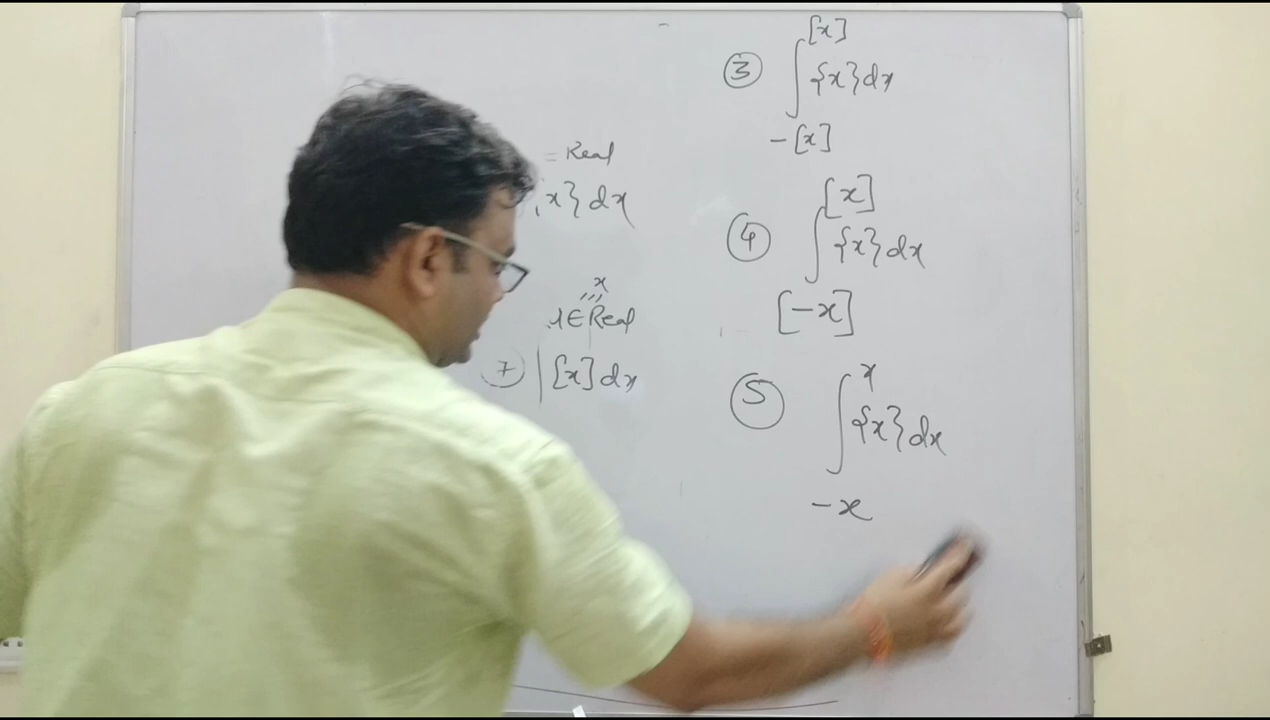 = Real
x} dx
x
λ∈Real
⑦ ∫[x] dx
③ ∫ {x} dx
[x]
-[x]
④ ∫ {x} dx
[x]
[-x]
⑤ ∫ {x} dx
x
-x